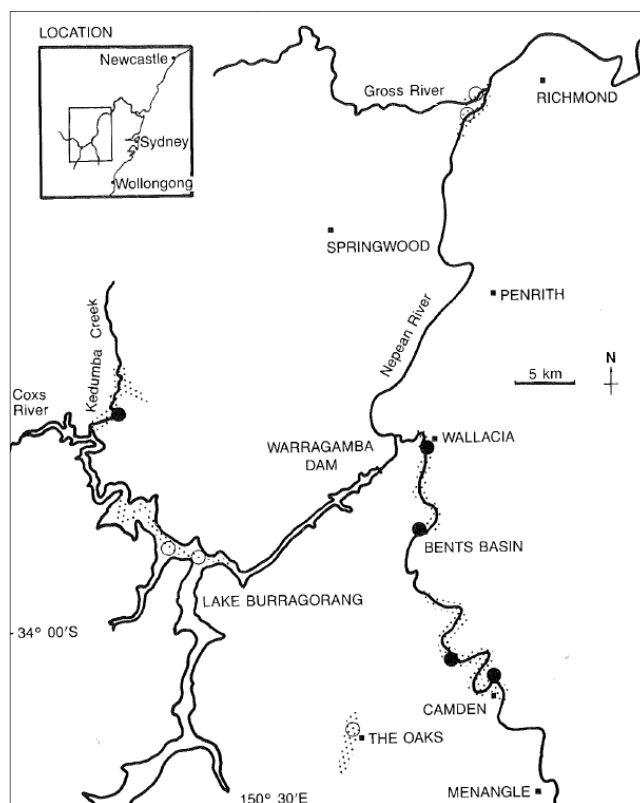 LOCATION
Newcastle
Sydney
Wollongong
Gross River
RICHMOND
SPRINGWOOD
PENRITH
Nepean River
N
5 km
Kedumba Creek
Coxs
River
WARRAGAMBA
DAM
WALLACIA
BENTS BASIN
LAKE BURRAGORANG
34° 00'S
CAMDEN
THE OAKS
150° 30'E
MENANGLE